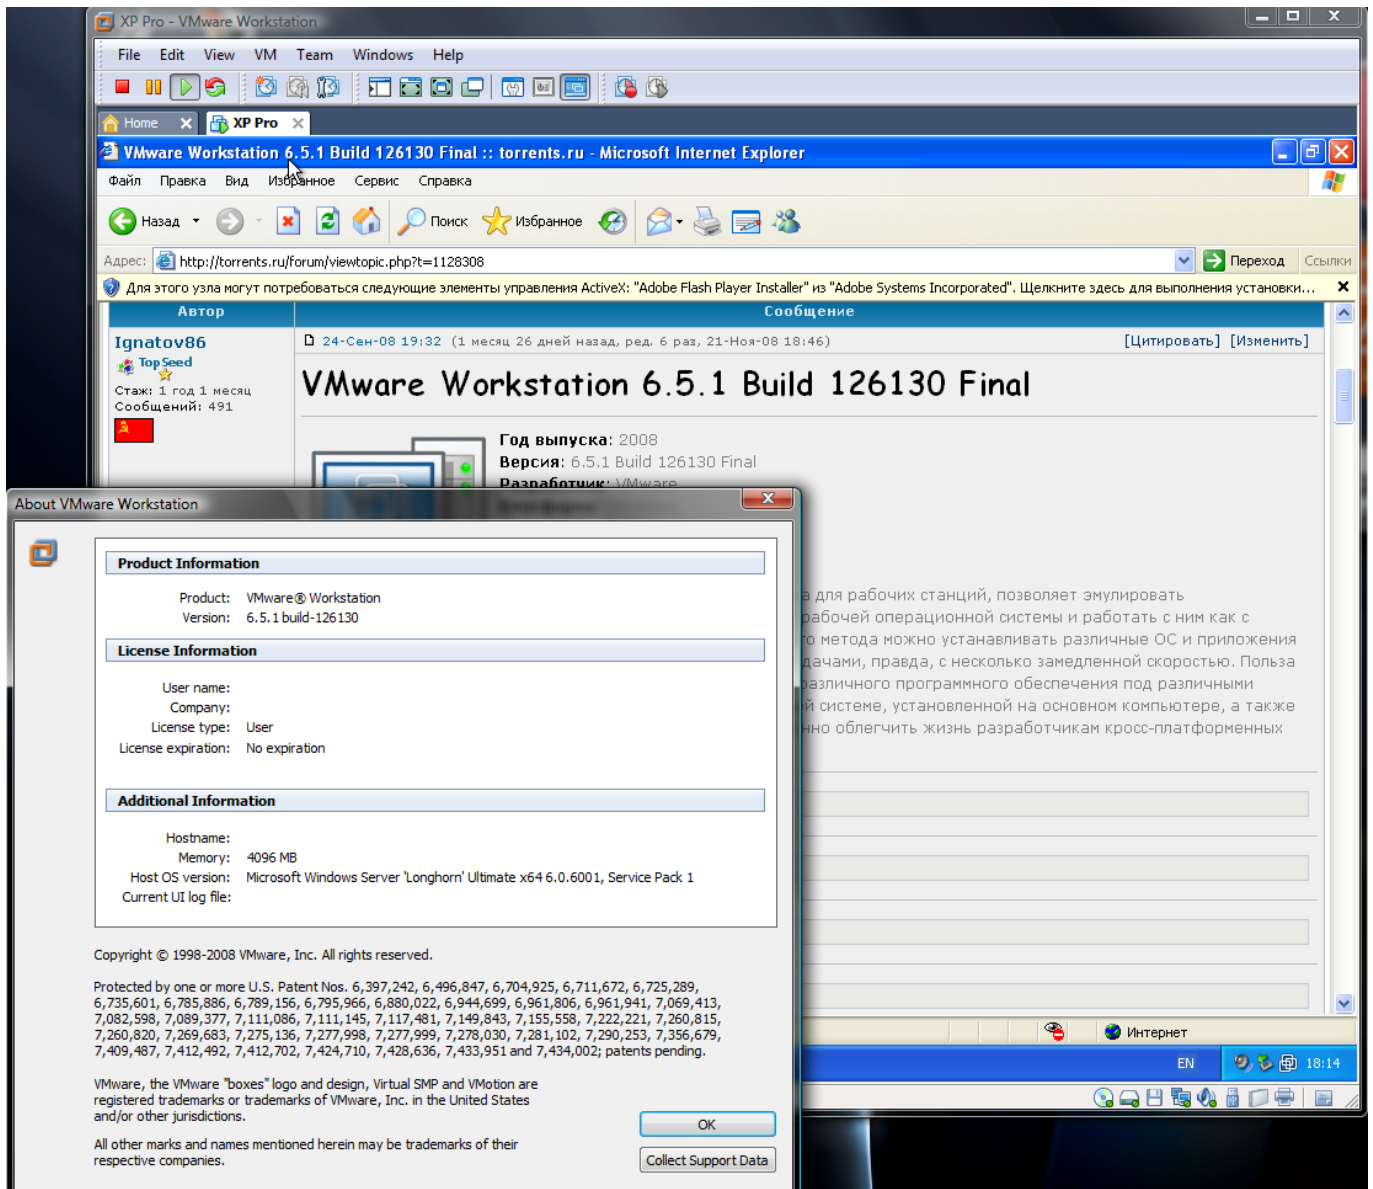 XP Pro - VMware Workstation
File Edit View VM Team Windows Help
Home XP Pro
VMware Workstation 6.5.1 Build 126130 Final :: torrents.ru - Microsoft Internet Explorer
Файл Правка Вид Избранное Сервис Справка
Назад Поиск Избранное
Адрес: http://torrents.ru/forum/viewtopic.php?t=1128308 Переход Ссылки
Для этого узла могут потребоваться следующие элементы управления ActiveX: "Adobe Flash Player Installer" из "Adobe Systems Incorporated". Щелкните здесь для выполнения установки...
Автор Сообщение
Ignatov86
TopSeed
Стаж: 1 год 1 месяц
Сообщений: 491
24-Сен-08 19:32 (1 месяц 26 дней назад, ред. 6 раз, 21-Ноя-08 18:46) [Цитировать] [Изменить]
VMware Workstation 6.5.1 Build 126130 Final
Год выпуска: 2008
Версия: 6.5.1 Build 126130 Final
Разработчик: VMware
а для рабочих станций, позволяет эмулировать
рабочей операционной системы и работать с ним как с
о метода можно устанавливать различные ОС и приложения
дачами, правда, с несколько замедленной скоростью. Польза
различного программного обеспечения под различными
й системе, установленной на основном компьютере, а также
нно облегчить жизнь разработчикам кросс-платформенных
Интернет
EN 18:14
About VMware Workstation
Product Information
Product: VMware® Workstation
Version: 6.5.1 build-126130
License Information
User name:
Company:
License type: User
License expiration: No expiration
Additional Information
Hostname:
Memory: 4096 MB
Host OS version: Microsoft Windows Server 'Longhorn' Ultimate x64 6.0.6001, Service Pack 1
Current UI log file:
Copyright © 1998-2008 VMware, Inc. All rights reserved.
Protected by one or more U.S. Patent Nos. 6,397,242, 6,496,847, 6,704,925, 6,711,672, 6,725,289,
6,735,601, 6,785,886, 6,789,156, 6,795,966, 6,880,022, 6,944,699, 6,961,806, 6,961,941, 7,069,413,
7,082,598, 7,089,377, 7,111,086, 7,111,145, 7,117,481, 7,149,843, 7,155,558, 7,222,221, 7,260,815,
7,260,820, 7,269,683, 7,275,136, 7,277,998, 7,277,999, 7,278,030, 7,281,102, 7,290,253, 7,356,679,
7,409,487, 7,412,492, 7,412,702, 7,424,710, 7,428,636, 7,433,951 and 7,434,002; patents pending.
VMware, the VMware "boxes" logo and design, Virtual SMP and VMotion are
registered trademarks or trademarks of VMware, Inc. in the United States
and/or other jurisdictions.
All other marks and names mentioned herein may be trademarks of their
respective companies.
OK
Collect Support Data